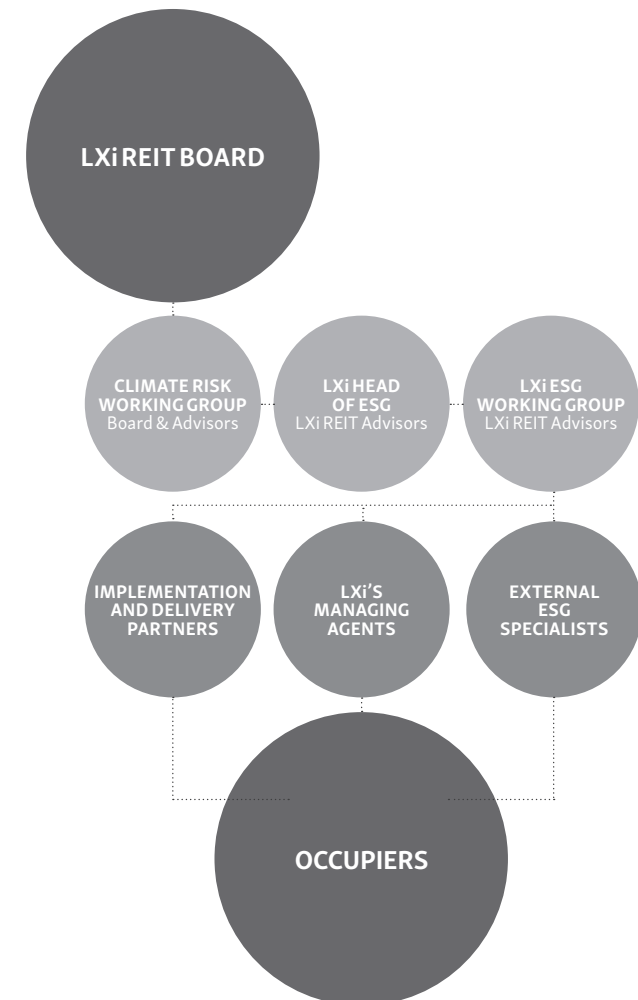 LXi REIT BOARD
CLIMATE RISK
WORKING GROUP
Board & Advisors
LXi HEAD
OF ESG
LXi REIT Advisors
LXi ESG
WORKING GROUP
LXi REIT Advisors
IMPLEMENTATION
AND DELIVERY
PARTNERS
LXi’S
MANAGING
AGENTS
EXTERNAL
ESG
SPECIALISTS
OCCUPIERS